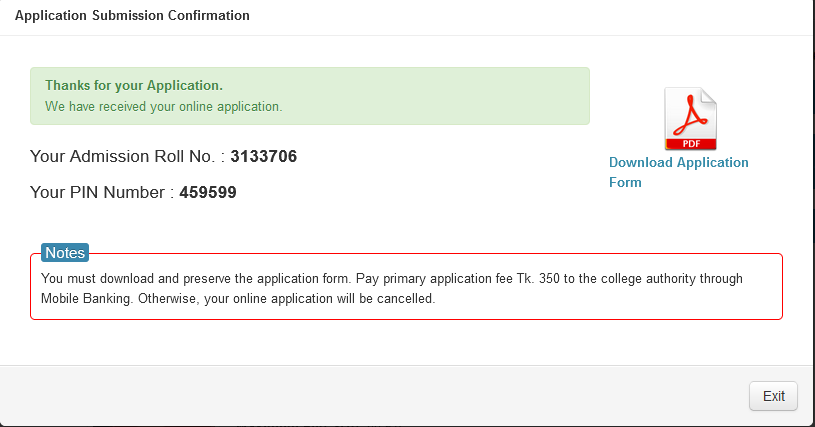 Application Submission Confirmation
Thanks for your Application.
We have received your online application.
Your Admission Roll No. : 3133706
Your PIN Number : 459599
PDF
Download Application
Form
Notes
You must download and preserve the application form. Pay primary application fee Tk. 350 to the college authority through
Mobile Banking. Otherwise, your online application will be cancelled.
Exit